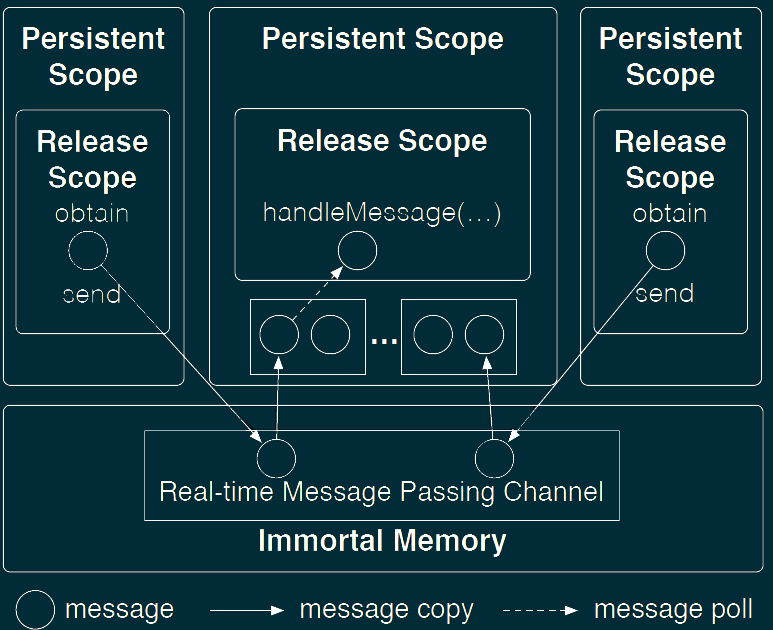 Persistent
Scope
Release
Scope
obtain
send
Persistent Scope
Release Scope
handleMessage(...)
...
Persistent
Scope
Release
Scope
obtain
send
Real-time Message Passing Channel
Immortal Memory
message
message copy
message poll